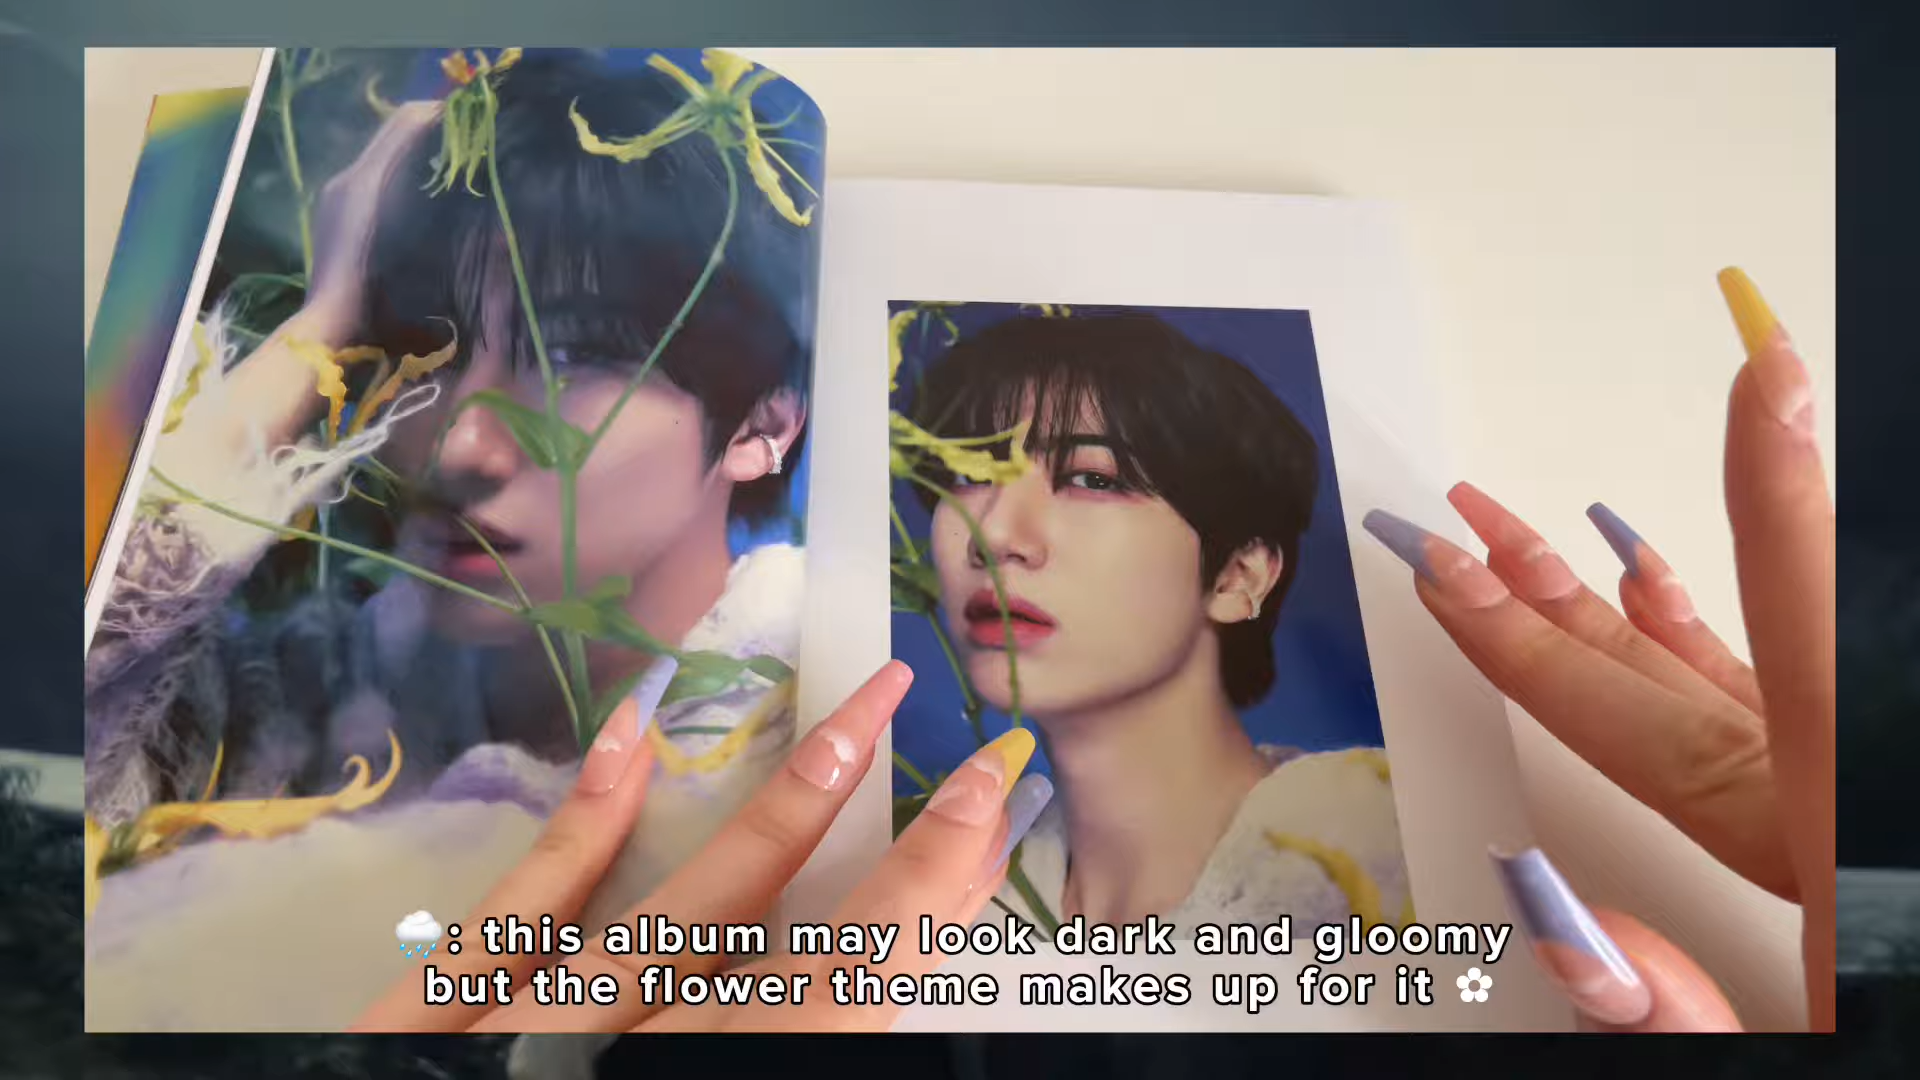 🌧️: this album may look dark and gloomy
but the flower theme makes up for it ✿